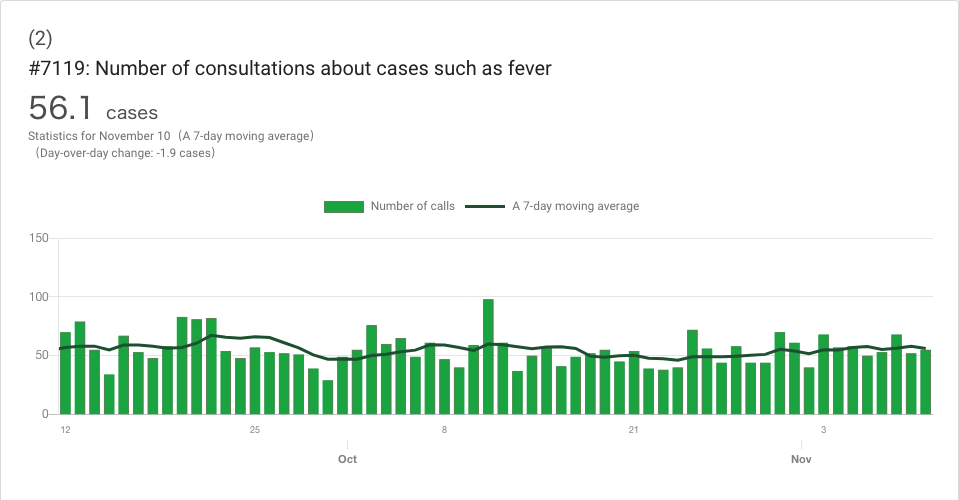 (2)
#7119: Number of consultations about cases such as fever
56.1 cases
Statistics for November 10（A 7-day moving average）
（Day-over-day change: -1.9 cases）
Number of calls A 7-day moving average
150
100
50
0
12 25 8 21 3
Oct Nov